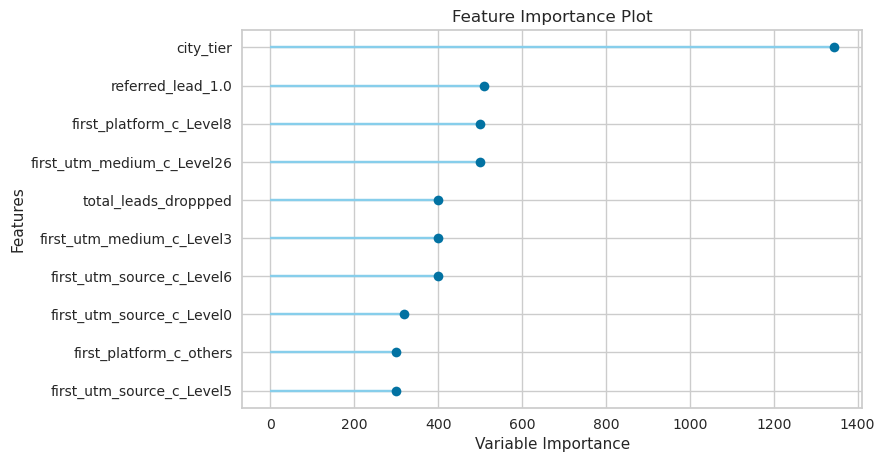 Feature Importance Plot
city_tier
referred_lead_1.0
first_platform_c_Level8
first_utm_medium_c_Level26
total_leads_droppped
first_utm_medium_c_Level3
first_utm_source_c_Level6
first_utm_source_c_Level0
first_platform_c_others
first_utm_source_c_Level5
Features
0 200 400 600 800 1000 1200 1400
Variable Importance